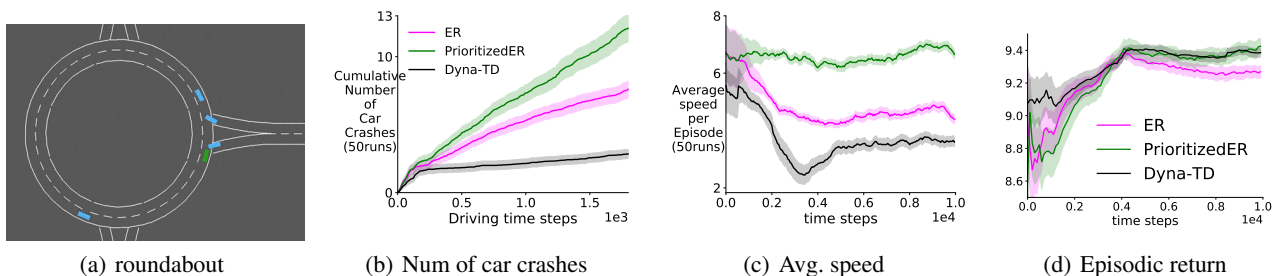 13
10
5
0
Cumulative
Number
of
Car
Crashes
(50runs)
ER
PrioritizedER
Dyna-TD
0.0 0.5 1.0 1.5
Driving time steps 1e3
8
6
2
Average
speed
per
Episode
(50runs)
0.0 0.2 0.4 0.6 0.8 1.0
time steps 1e4
9.4
9.2
9.0
8.8
8.6
ER
PrioritizedER
Dyna-TD
0.0 0.2 0.4 0.6 0.8 1.0
time steps 1e4
(a) roundabout
(b) Num of car crashes
(c) Avg. speed
(d) Episodic return